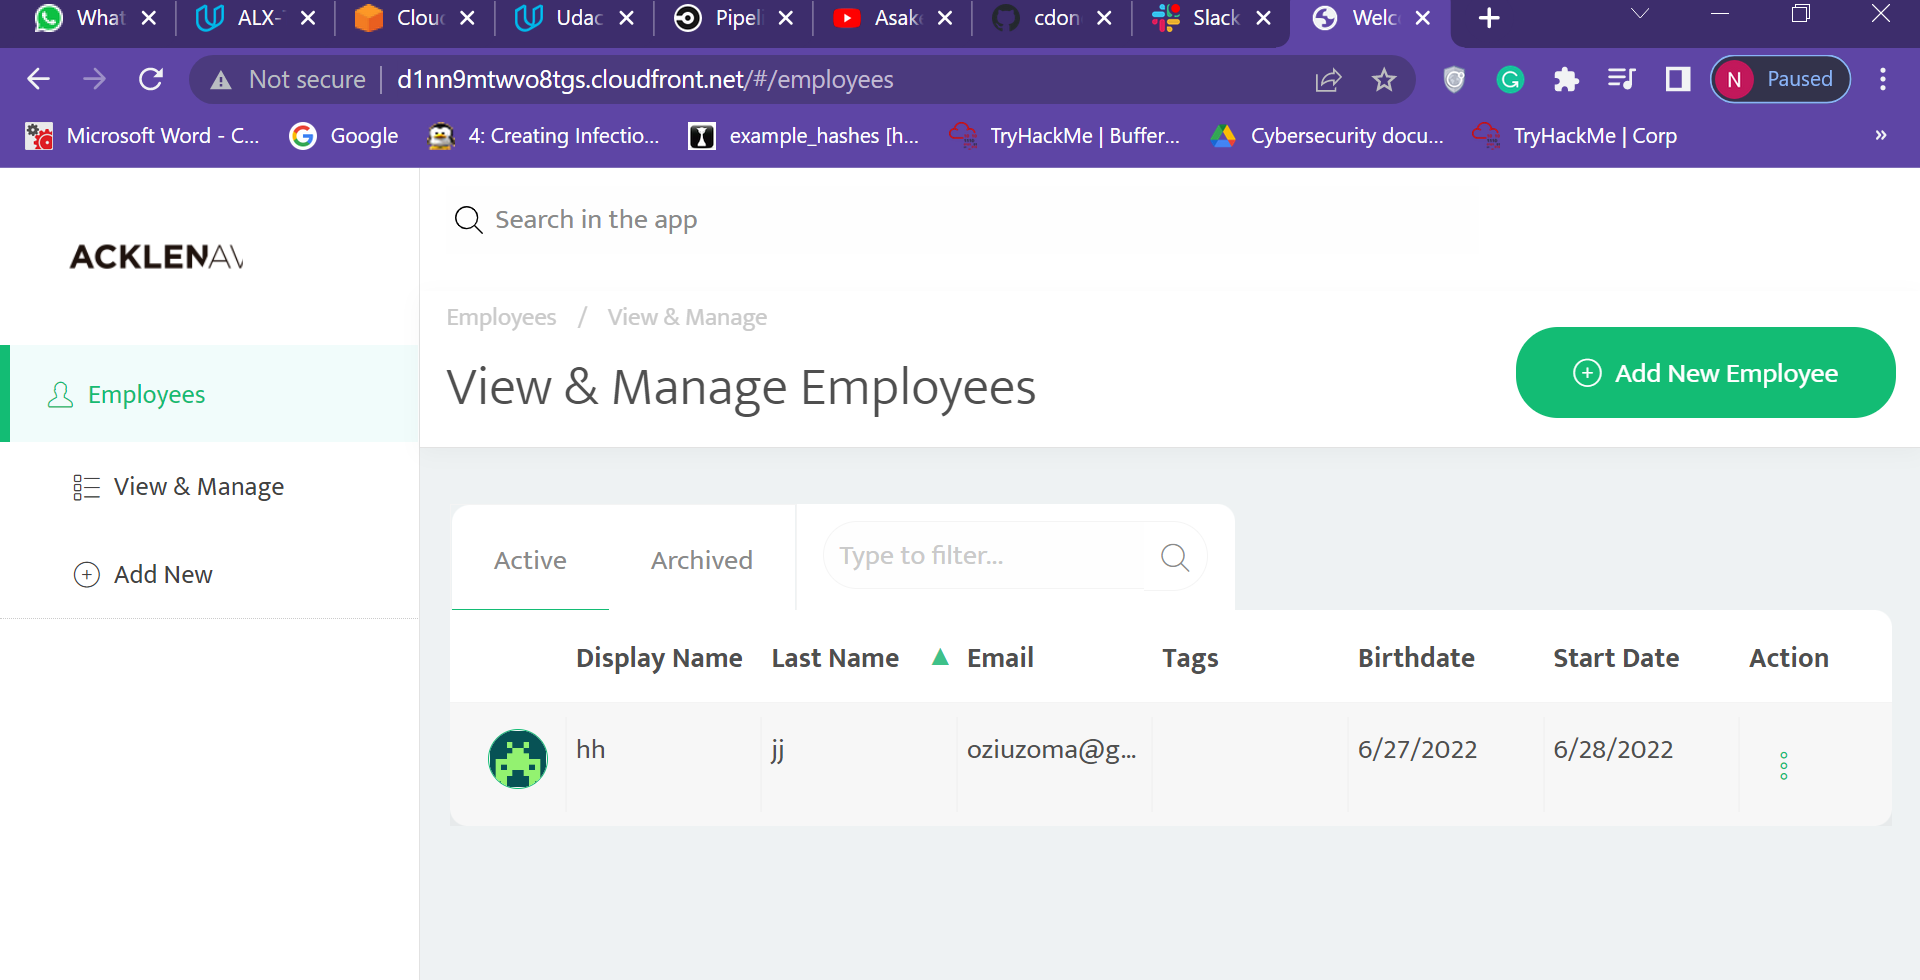 What ALX- Clou Udac Pipel Asak cdon Slack Welc
Not secure d1nn9mtwvo8tgs.cloudfront.net/#/employees N Paused
Microsoft Word - C... Google 4: Creating Infectio... example_hashes [h... TryHackMe | Buffer... Cybersecurity docu... TryHackMe | Corp »
Search in the app
ACKLENAV
Employees / View & Manage
View & Manage Employees
Add New Employee
Employees
View & Manage
Add New
Active Archived Type to filter...
Display Name Last Name Email Tags Birthdate Start Date Action
hh jj oziuzoma@g... 6/27/2022 6/28/2022